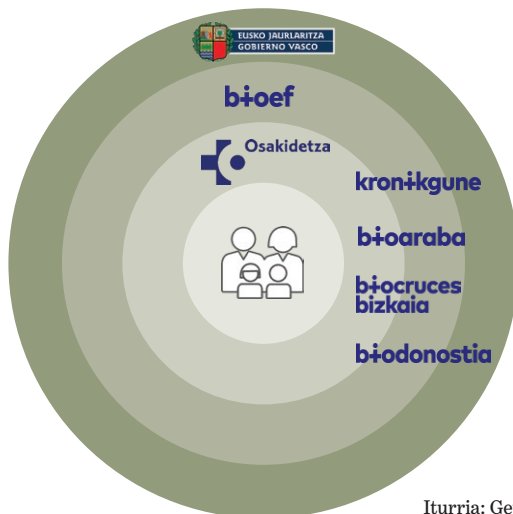 EUSKO JAURLARITZA
GOBIERNO VASCO
bioef
Osakidetza
kronikgune
bioaraba
biocruces
bizkaia
biodonostia
Iturria: Ge